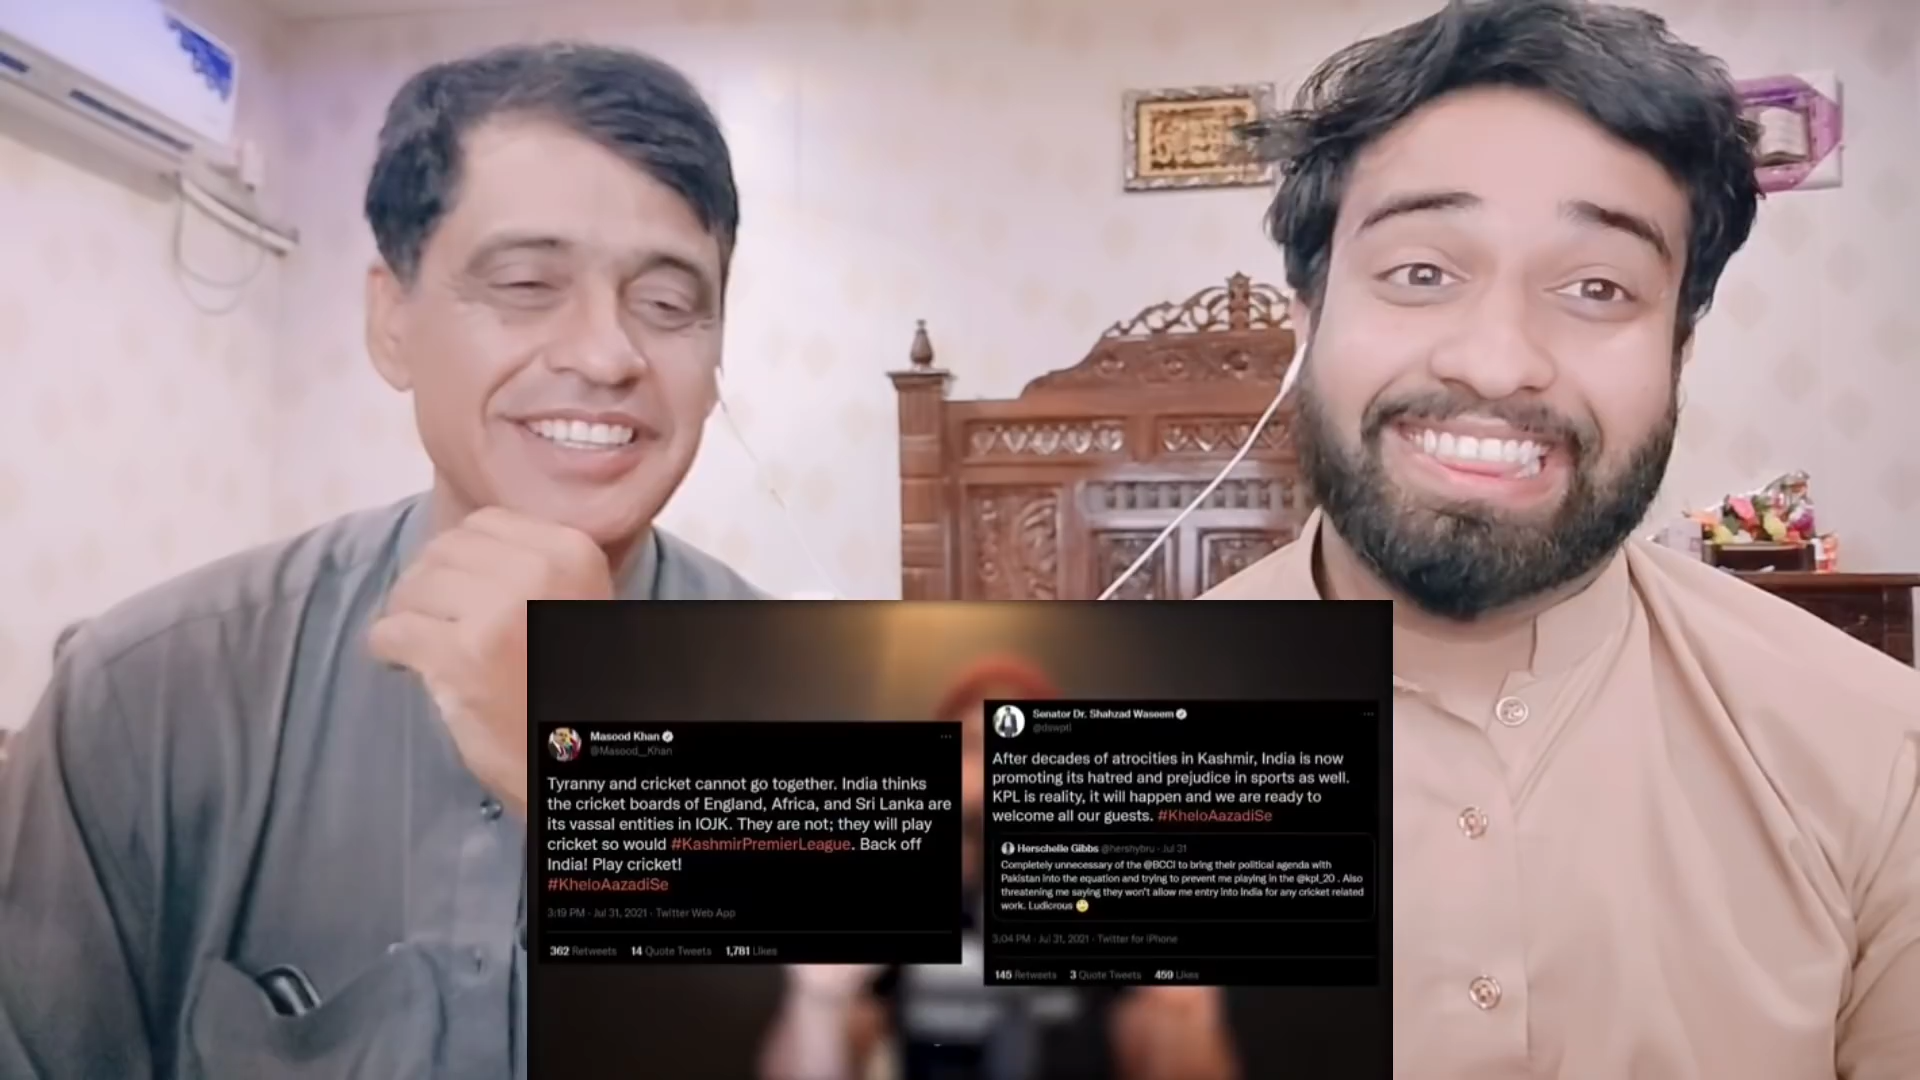 Masood Khan
@Masood__Khan
Tyranny and cricket cannot go together. India thinks
the cricket boards of England, Africa, and Sri Lanka are
its vassal entities in IOJK. They are not; they will play
cricket so would #KashmirPremierLeague. Back off
India! Play cricket!
#KheloAazadiSe
3:19 PM · Jul 31, 2021 · Twitter Web App
362 Retweets 14 Quote Tweets 1,781 Likes
Senator Dr. Shahzad Waseem
@dswpti
After decades of atrocities in Kashmir, India is now
promoting its hatred and prejudice in sports as well.
KPL is reality, it will happen and we are ready to
welcome all our guests. #KheloAazadiSe
Herschelle Gibbs @hershybru · Jul 31
Completely unnecessary of the @BCCI to bring their political agenda with
Pakistan into the equation and trying to prevent me playing in the @kpl_20 . Also
threatening me saying they won't allow me entry into India for any cricket related
work. Ludicrous 🙄
3:04 PM · Jul 31, 2021 · Twitter for iPhone
145 Retweets 3 Quote Tweets 459 Likes